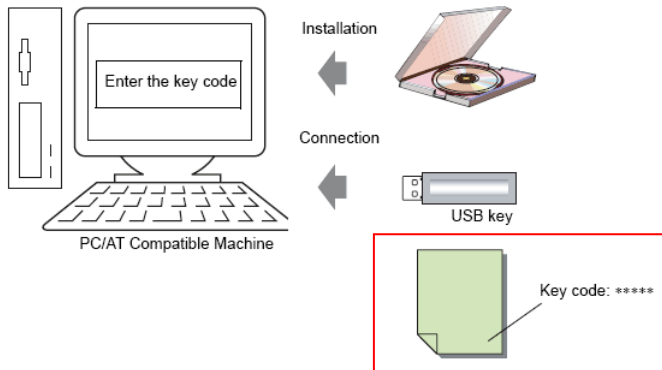 Installation
Enter the key code
Connection
USB key
PC/AT Compatible Machine
Key code: *****